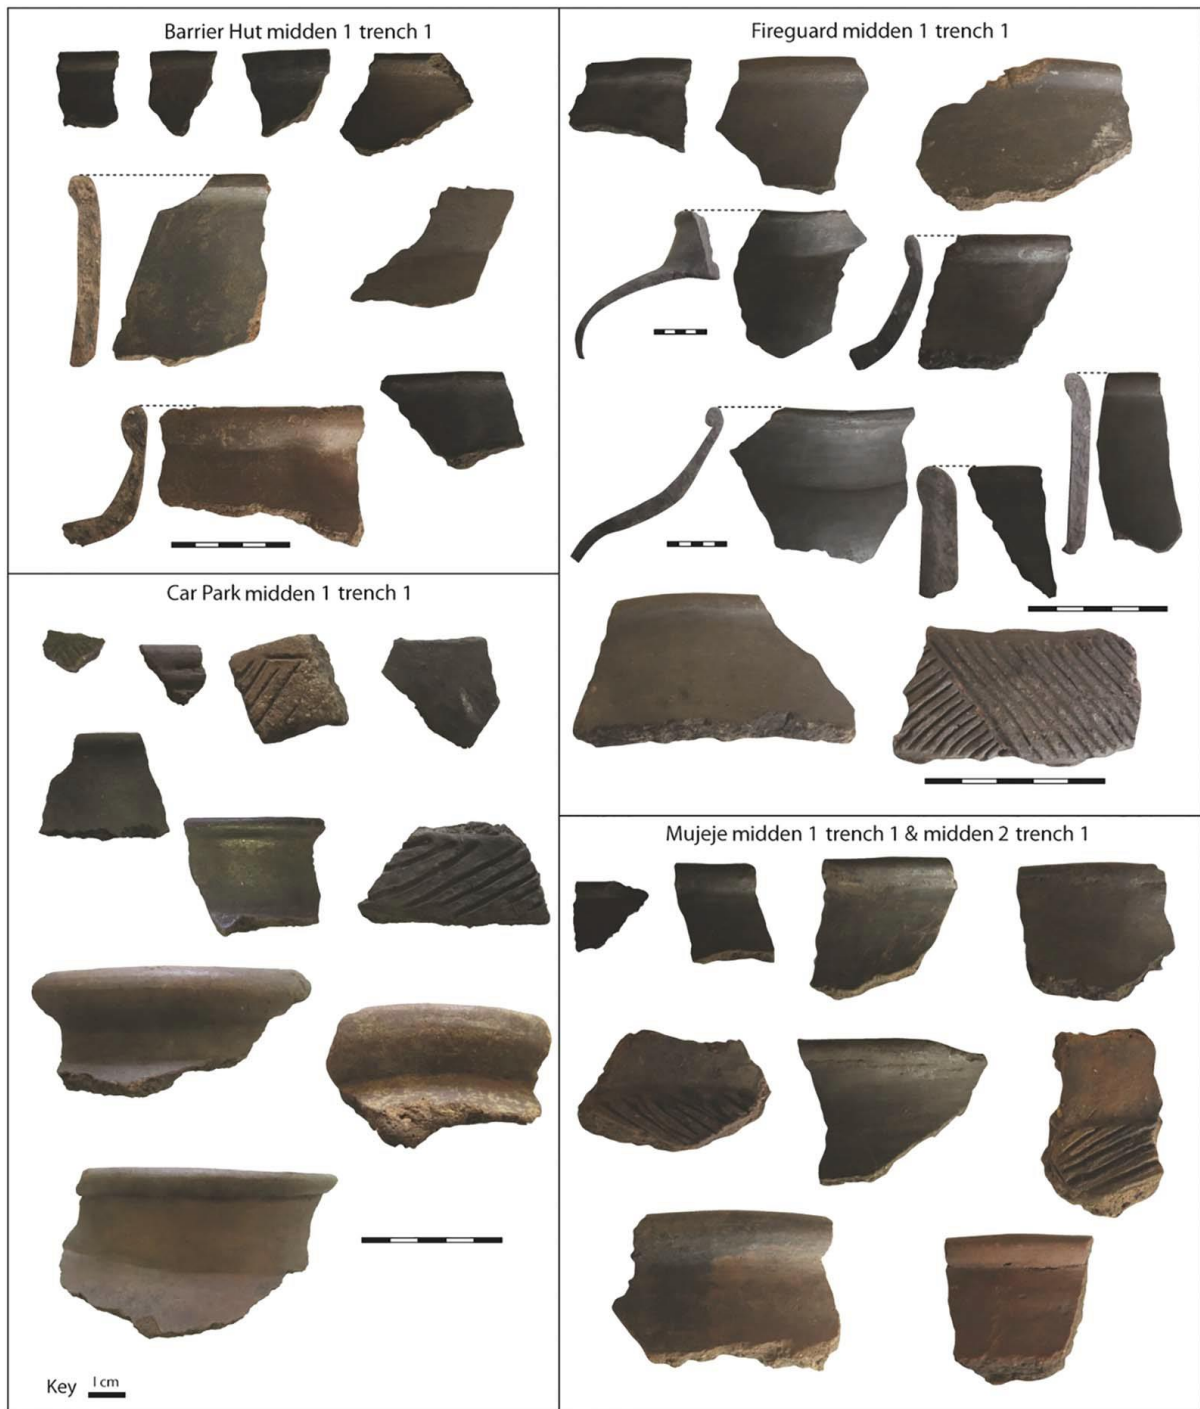 Barrier Hut midden 1 trench 1
Fireguard midden 1 trench 1
Car Park midden 1 trench 1
Mujeje midden 1 trench 1 & midden 2 trench 1
Key 1 cm